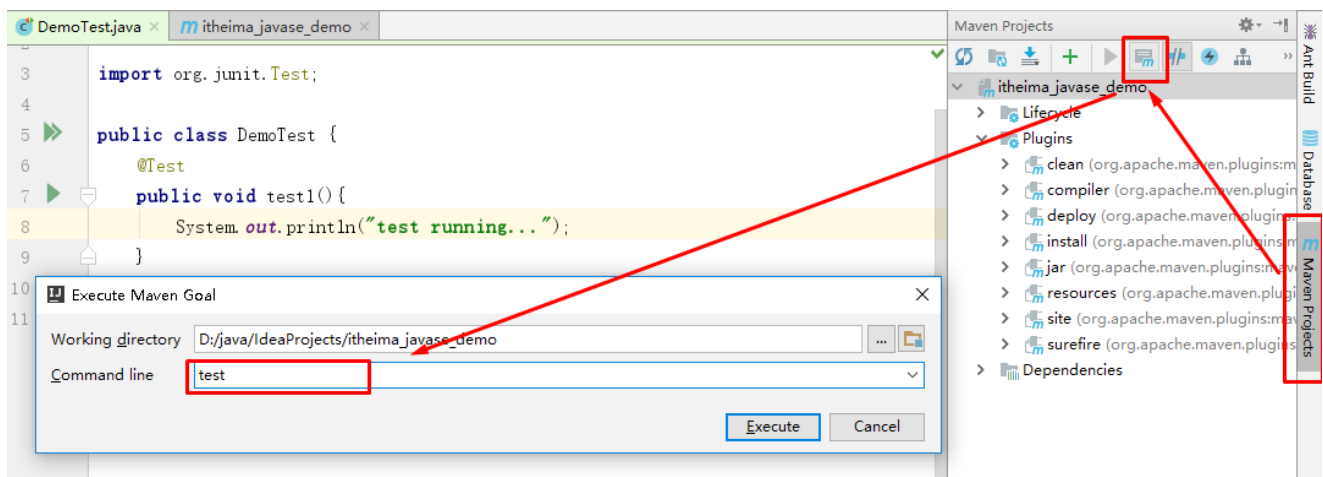 DemoTest.java
itheima_javase_demo
3 import org.junit.Test;
4
5 public class DemoTest {
6 @Test
7 public void test1(){
8 System.out.println("test running...");
9 }
10
11
Execute Maven Goal
Working directory D:/java/IdeaProjects/itheima_javase_demo ...
Command line test
Execute Cancel
Maven Projects
itheima_javase_demo
Lifecycle
Plugins
clean (org.apache.maven.plugins:m
compiler (org.apache.maven.plugin
deploy (org.apache.maven.plugins:
install (org.apache.maven.plugins:m
jar (org.apache.maven.plugins:mav
resources (org.apache.maven.plugi
site (org.apache.maven.plugins:mav
surefire (org.apache.maven.plugins
Dependencies
Ant Build
Database
Maven Projects